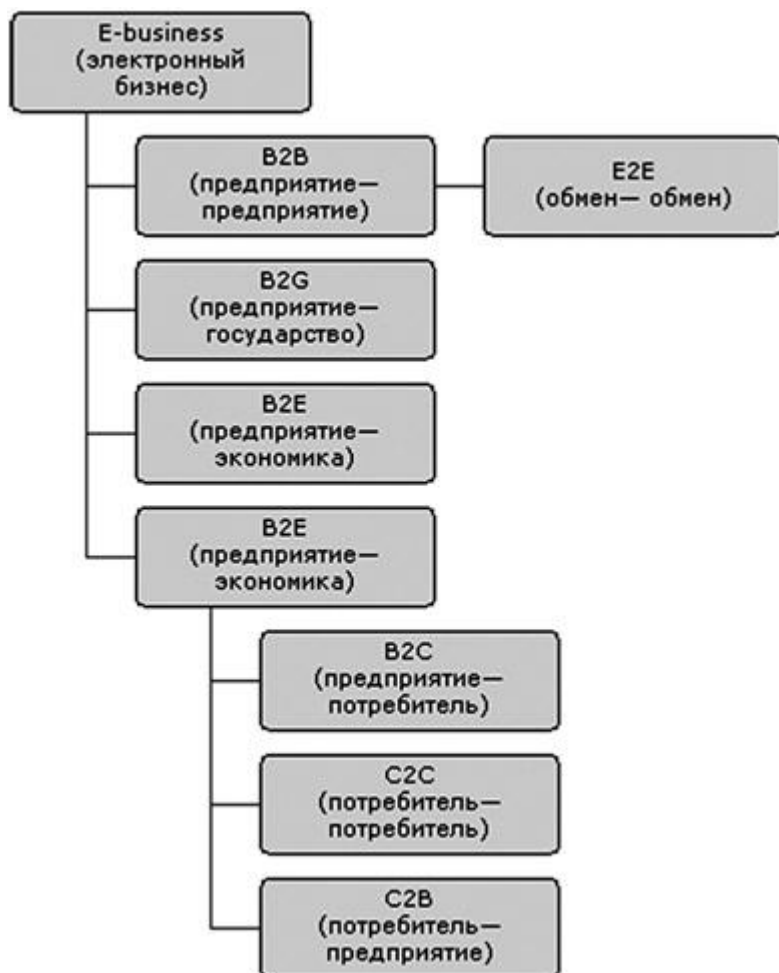 E-business
(электронный
бизнес)
B2B
(предприятие—
предприятие)
E2E
(обмен— обмен)
B2G
(предприятие—
государство)
B2E
(предприятие—
экономика)
B2E
(предприятие—
экономика)
B2C
(предприятие—
потребитель)
C2C
(потребитель—
потребитель)
C2B
(потребитель—
предприятие)